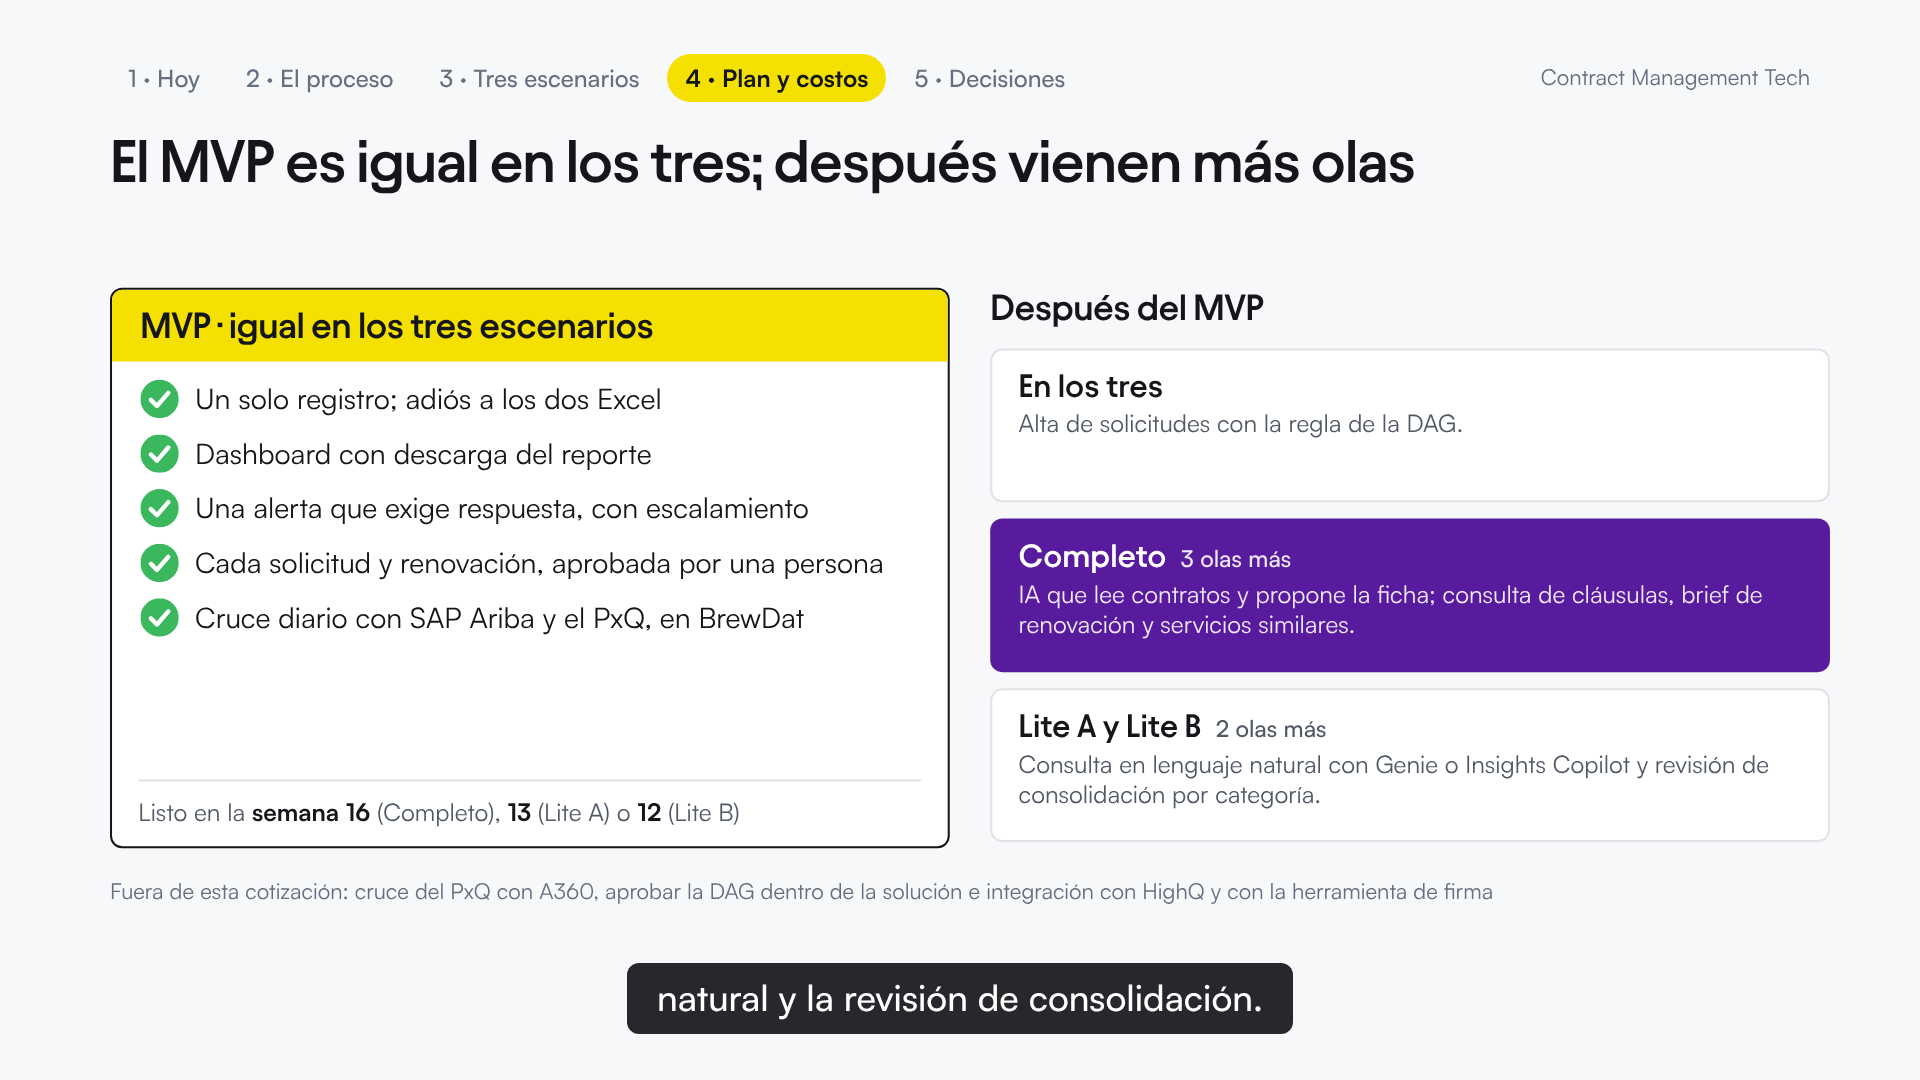 1 · Hoy
2 · El proceso
3 · Tres escenarios
4 · Plan y costos
5 · Decisiones
Contract Management Tech
El MVP es igual en los tres; después vienen más olas
MVP · igual en los tres escenarios
Un solo registro; adiós a los dos Excel
Dashboard con descarga del reporte
Una alerta que exige respuesta, con escalamiento
Cada solicitud y renovación, aprobada por una persona
Cruce diario con SAP Ariba y el PxQ, en BrewDat
Listo en la semana 16 (Completo), 13 (Lite A) o 12 (Lite B)
Después del MVP
En los tres
Alta de solicitudes con la regla de la DAG.
Completo 3 olas más
IA que lee contratos y propone la ficha; consulta de cláusulas, brief de
renovación y servicios similares.
Lite A y Lite B 2 olas más
Consulta en lenguaje natural con Genie o Insights Copilot y revisión de
consolidación por categoría.
Fuera de esta cotización: cruce del PxQ con A360, aprobar la DAG dentro de la solución e integración con HighQ y con la herramienta de firma
natural y la revisión de consolidación.